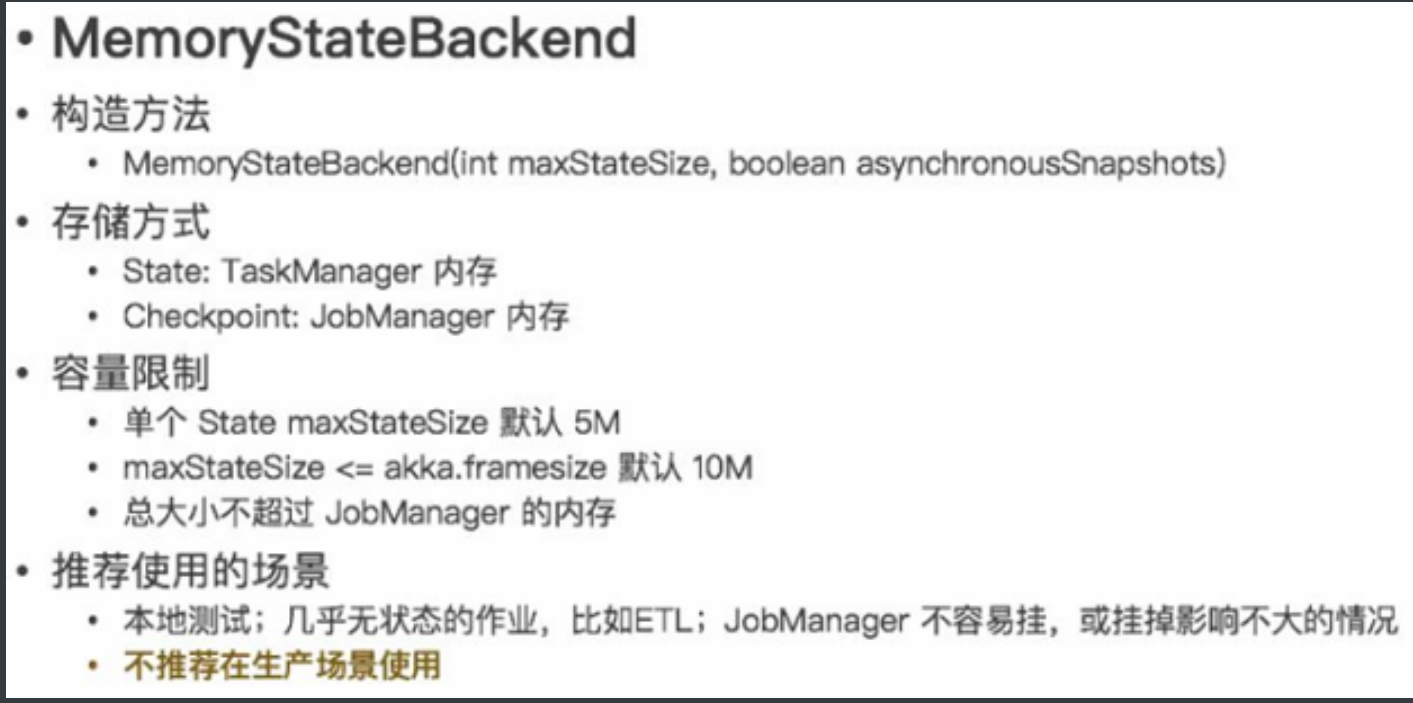 • MemoryStateBackend
• 构造方法
• MemoryStateBackend(int maxStateSize, boolean asynchronousSnapshots)
• 存储方式
• State: TaskManager 内存
• Checkpoint: JobManager 内存
• 容量限制
• 单个 State maxStateSize 默认 5M
• maxStateSize <= akka.framesize 默认 10M
• 总大小不超过 JobManager 的内存
• 推荐使用的场景
• 本地测试；几乎无状态的作业，比如ETL；JobManager 不容易挂，或挂掉影响不大的情况
• 不推荐在生产场景使用